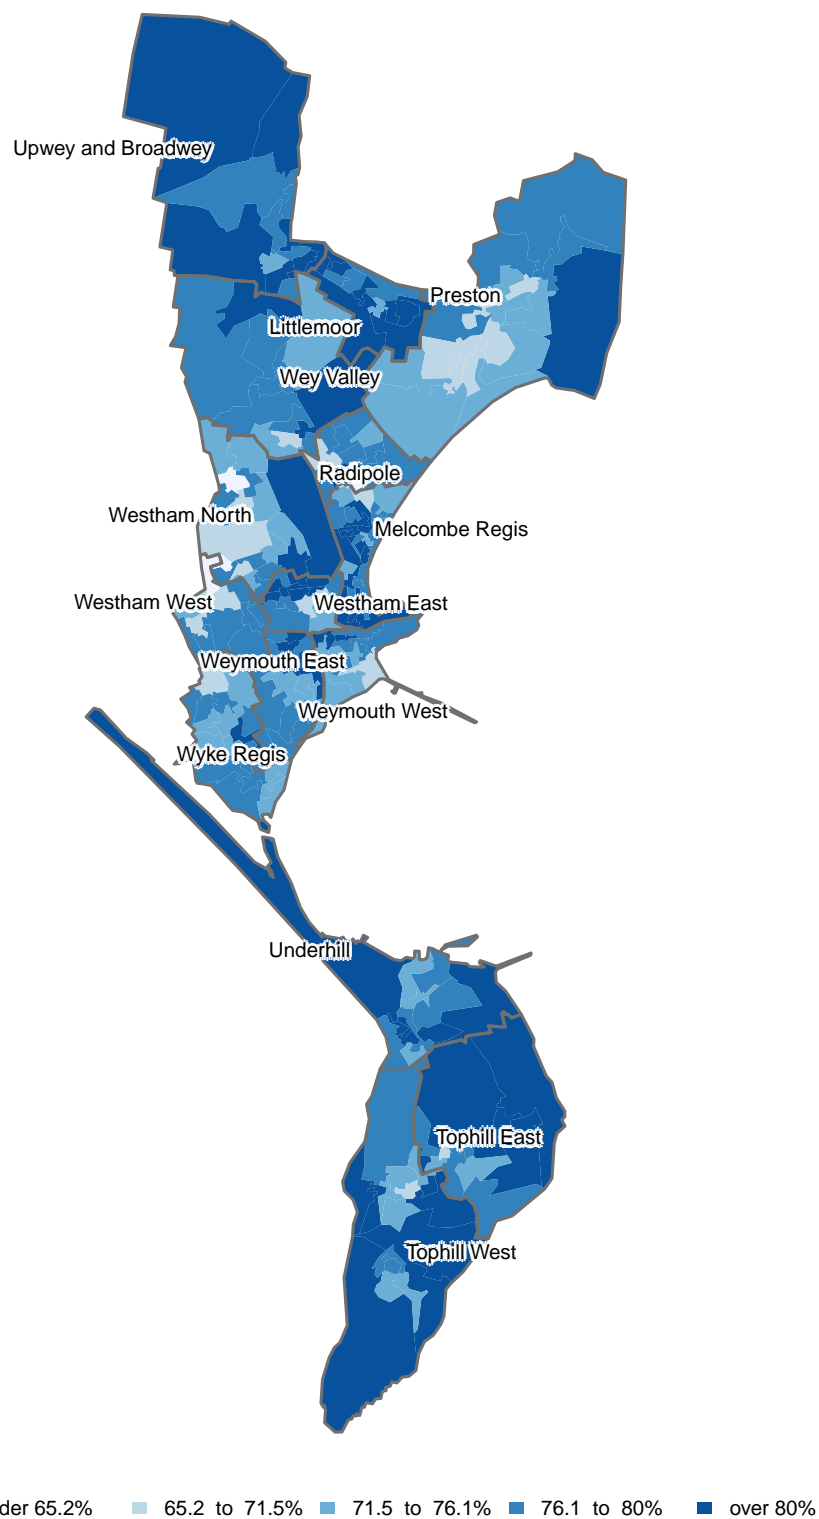 Upwey and Broadwey
Preston
Littlemoor
Wey Valley
Radipole
Westham North
Melcombe Regis
Westham West
Westham East
Weymouth East
Weymouth West
Wyke Regis
Underhill
Tophill East
Tophill West
der 65.2% 65.2 to 71.5% 71.5 to 76.1% 76.1 to 80% over 80%